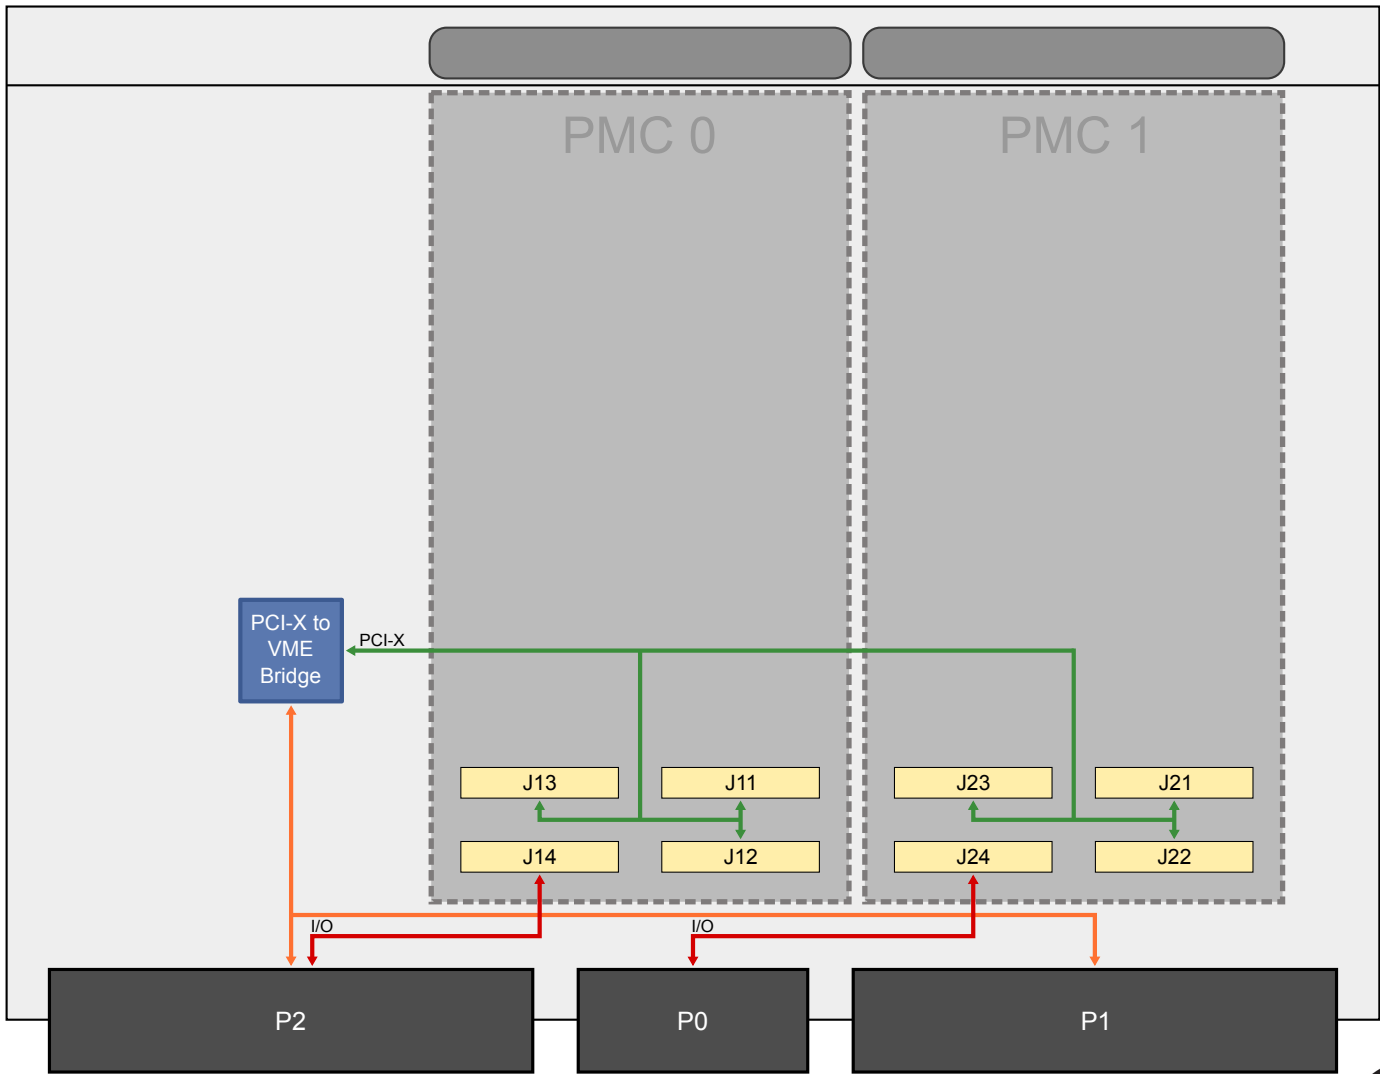 PMC 0
PMC 1
PCI-X to
VME
Bridge
PCI-X
J13
J11
J23
J21
J14
J12
J24
J22
I/O
I/O
P2
P0
P1